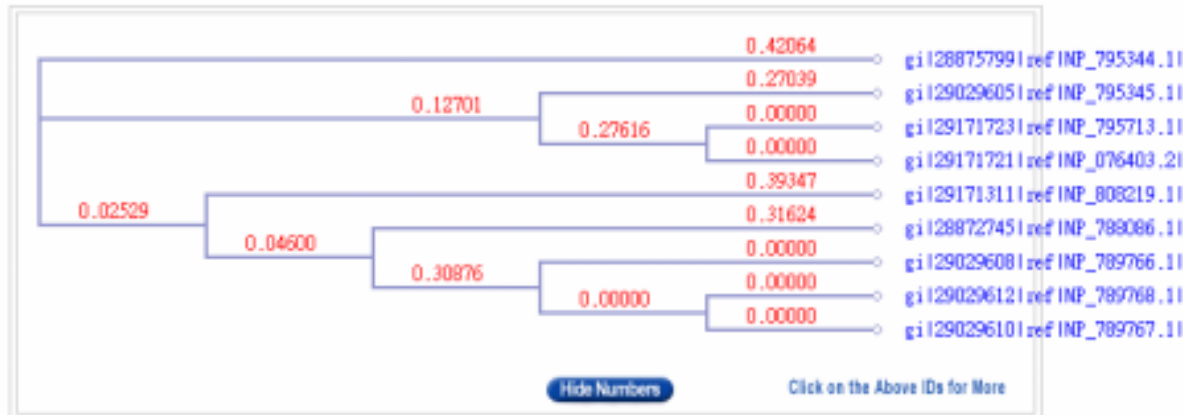 0.42064
gi|28875799|ref|NP_795344.1|
0.27039
gi|29029605|ref|NP_795345.1|
0.12701
0.00000
gi|29171723|ref|NP_795713.1|
0.27616
0.00000
gi|29171721|ref|NP_076403.2|
0.39347
gi|29171311|ref|NP_808219.1|
0.02529
0.31624
gi|28872745|ref|NP_788086.1|
0.04600
0.00000
gi|29029608|ref|NP_789766.1|
0.30876
0.00000
gi|29029612|ref|NP_789768.1|
0.00000
0.00000
gi|29029610|ref|NP_789767.1|
Hide Numbers
Click on the Above IDs for More